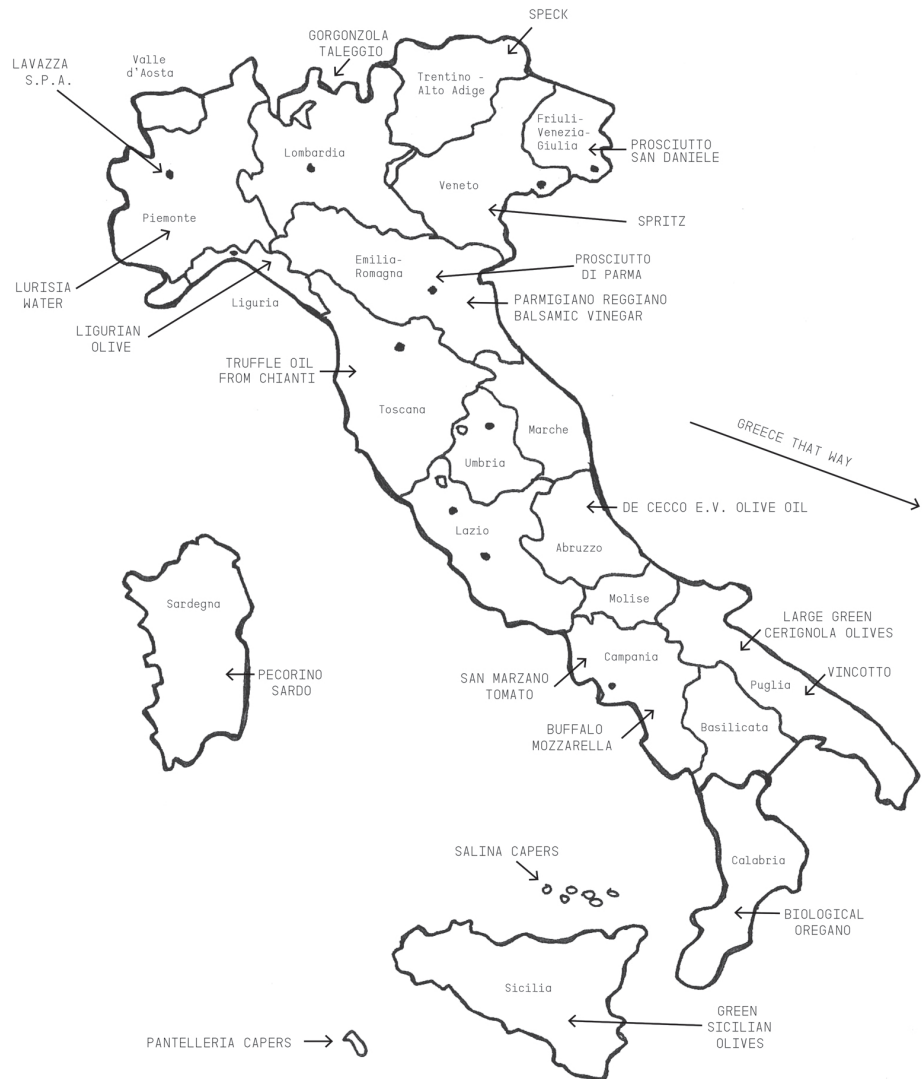 SPECK
GORGONZOLA
TALEGGIO
LAVAZZA
S.P.A.
Valle
d'Aosta
Trentino -
Alto Adige
Friuli-
Venezia-
Giulia
PROSCIUTTO
SAN DANIELE
Lombardia
Veneto
Piemonte
SPRITZ
Emilia-
Romagna
PROSCIUTTO
DI PARMA
LURISIA
WATER
Liguria
PARMIGIANO REGGIANO
BALSAMIC VINEGAR
LIGURIAN
OLIVE
TRUFFLE OIL
FROM CHIANTI
Toscana
Marche
GREECE THAT WAY
Umbria
DE CECCO E.V. OLIVE OIL
Lazio
Abruzzo
Sardegna
Molise
LARGE GREEN
CERIGNOLA OLIVES
PECORINO
SARDO
SAN MARZANO
TOMATO
Campania
Puglia
VINCOTTO
BUFFALO
MOZZARELLA
Basilicata
SALINA CAPERS
Calabria
BIOLOGICAL
OREGANO
Sicilia
GREEN
SICILIAN
OLIVES
PANTELLERIA CAPERS